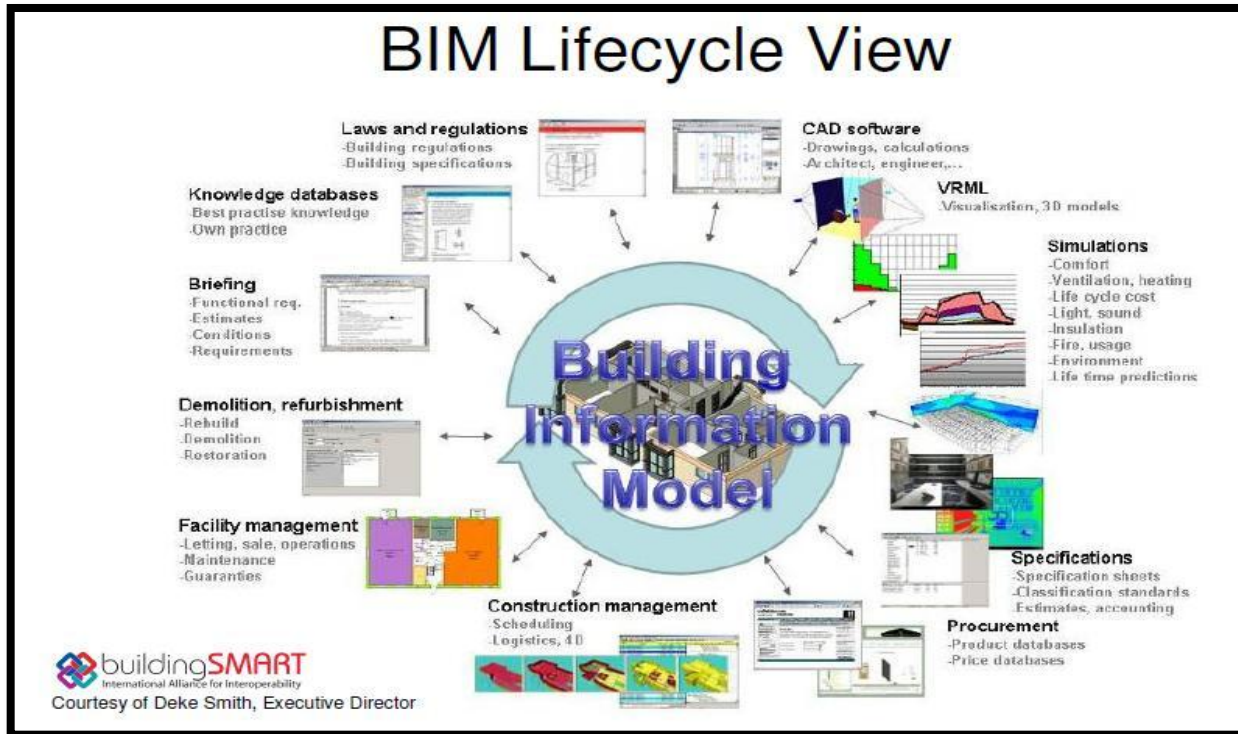 BIM Lifecycle View
Laws and regulations
-Building regulations
-Building specifications
CAD software
-Drawings, calculations
-Architect, engineer,...
Knowledge databases
-Best practise knowledge
-Own practice
VRML
-Visualisation, 3D models
Simulations
-Comfort
-Ventilation, heating
-Life cycle cost
-Light, sound
-Insulation
-Fire, usage
-Environment
-Life time predictions
Briefing
-Functional req.
-Estimates
-Conditions
-Requirements
Building
Information
Model
Demolition, refurbishment
-Rebuild
-Demolition
-Restoration
Facility management
-Letting, sale, operations
-Maintenance
-Guaranties
Specifications
-Specification sheets
-Classification standards
-Estimates, accounting
Construction management
-Scheduling
-Logistics, 4D
Procurement
-Product databases
-Price databases
buildingSMART
International Alliance for Interoperability
Courtesy of Deke Smith, Executive Director